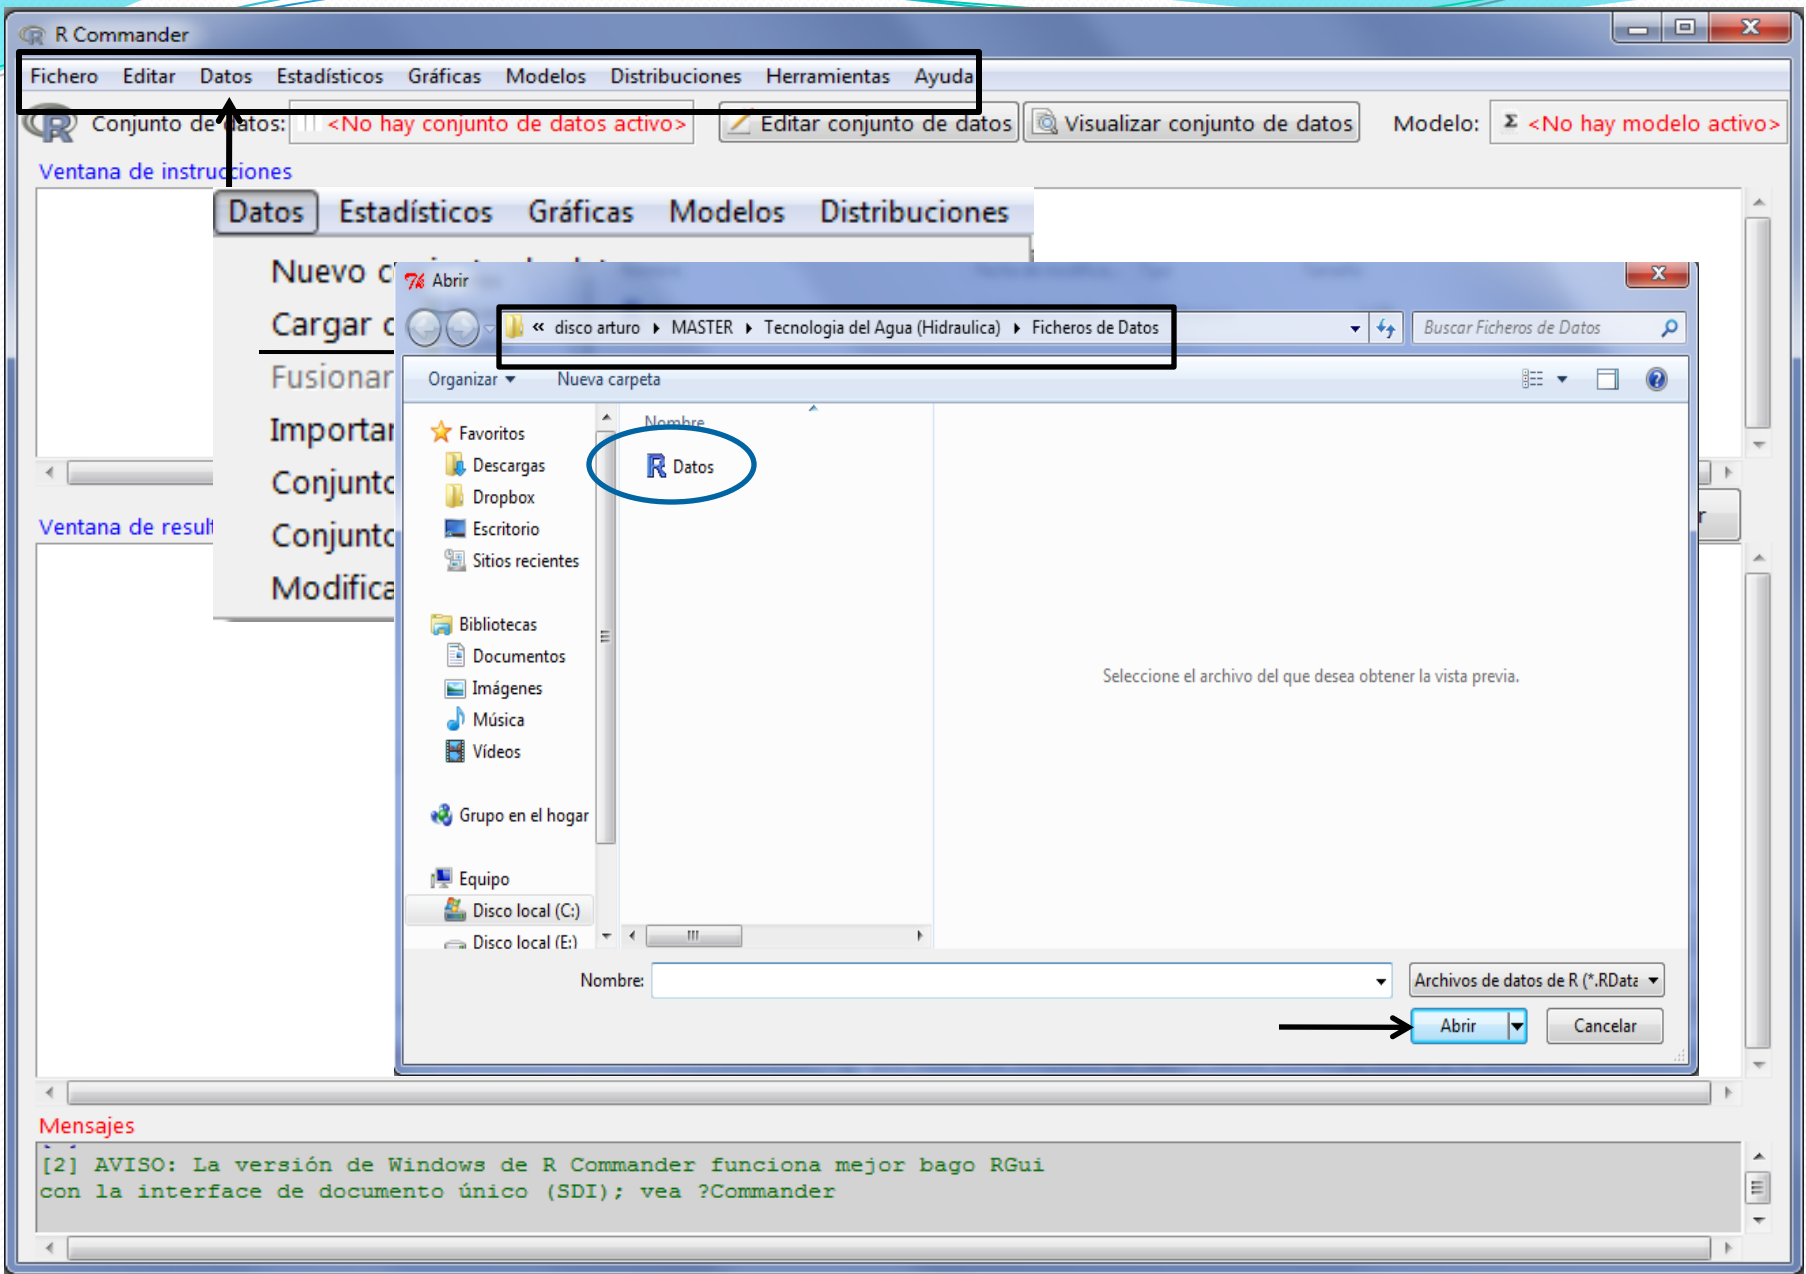 R Commander
Fichero Editar Datos Estadísticos Gráficas Modelos Distribuciones Herramientas Ayuda
Conjunto de datos: <No hay conjunto de datos activo> Editar conjunto de datos Visualizar conjunto de datos Modelo: Σ <No hay modelo activo>
Ventana de instrucciones
Datos Estadísticos Gráficas Modelos Distribuciones
Nuevo
Cargar
Fusionar
Importar
Conjunto
Conjunto
Modifica
Abrir
« disco arturo MASTER Tecnologia del Agua (Hidraulica) Ficheros de Datos
Buscar Ficheros de Datos
Organizar Nueva carpeta
Nombre
Datos
Favoritos
Descargas
Dropbox
Escritorio
Sitios recientes
Bibliotecas
Documentos
Imágenes
Música
Vídeos
Grupo en el hogar
Equipo
Disco local (C:)
Disco local (E:)
Seleccione el archivo del que desea obtener la vista previa.
Nombre:
Archivos de datos de R (*.RData
Abrir Cancelar
Ventana de result
Mensajes
[2] AVISO: La versión de Windows de R Commander funciona mejor bago RGui
con la interface de documento único (SDI); vea ?Commander